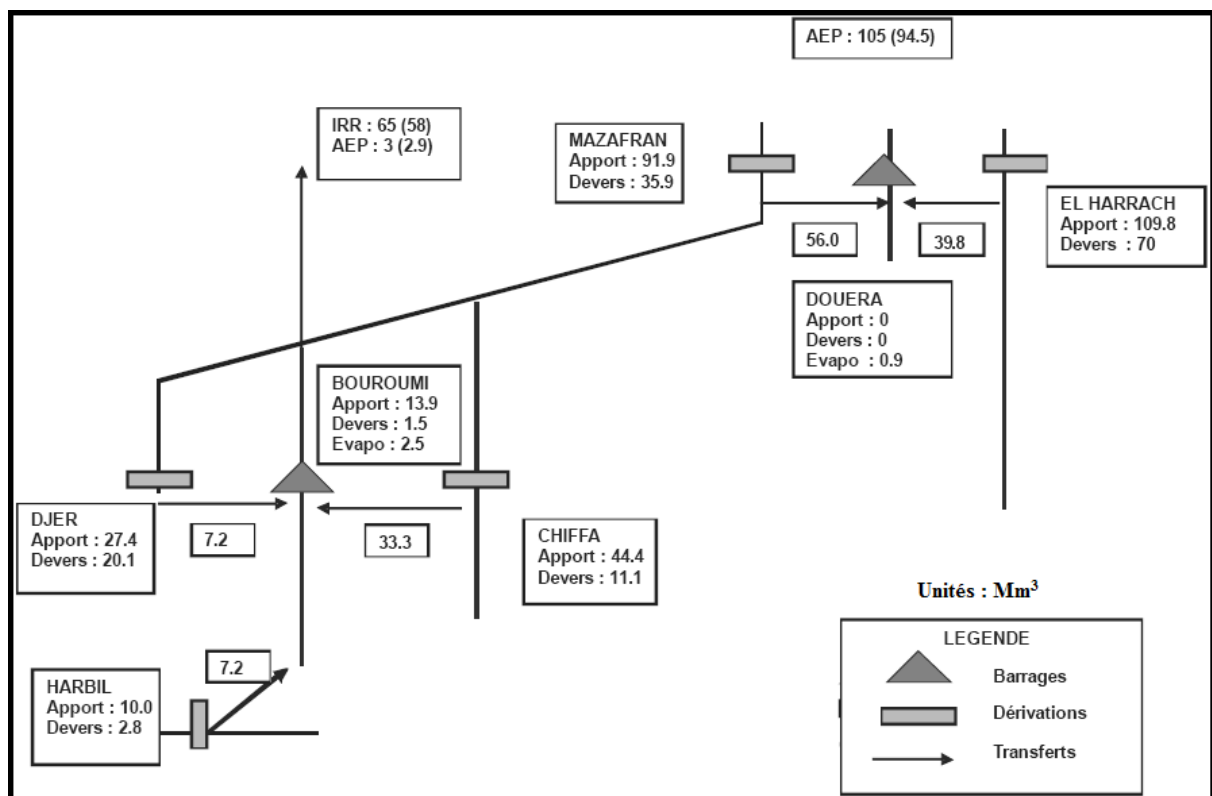 AEP : 105 (94.5)
IRR : 65 (58)
AEP : 3 (2.9)
MAZAFRAN
Apport : 91.9
Devers : 35.9
EL HARRACH
Apport : 109.8
Devers : 70
56.0
39.8
DOUERA
Apport : 0
Devers : 0
Evapo : 0.9
BOUROUMI
Apport : 13.9
Devers : 1.5
Evapo : 2.5
DJER
Apport : 27.4
Devers : 20.1
7.2
33.3
CHIFFA
Apport : 44.4
Devers : 11.1
HARBIL
Apport : 10.0
Devers : 2.8
7.2
Unités : Mm³
LEGENDE
Barrages
Dérivations
Transferts